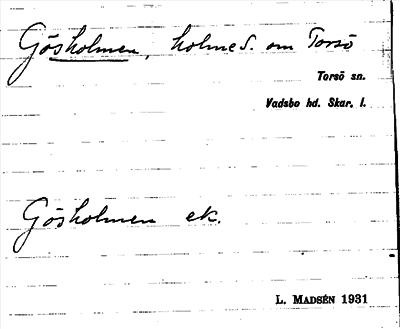 Gösholmen, holme S. om Torsö
Torsö sn.
Vadsbo hd. Skar. l.
Gösholmen ek.
L. MADSÉN 1931